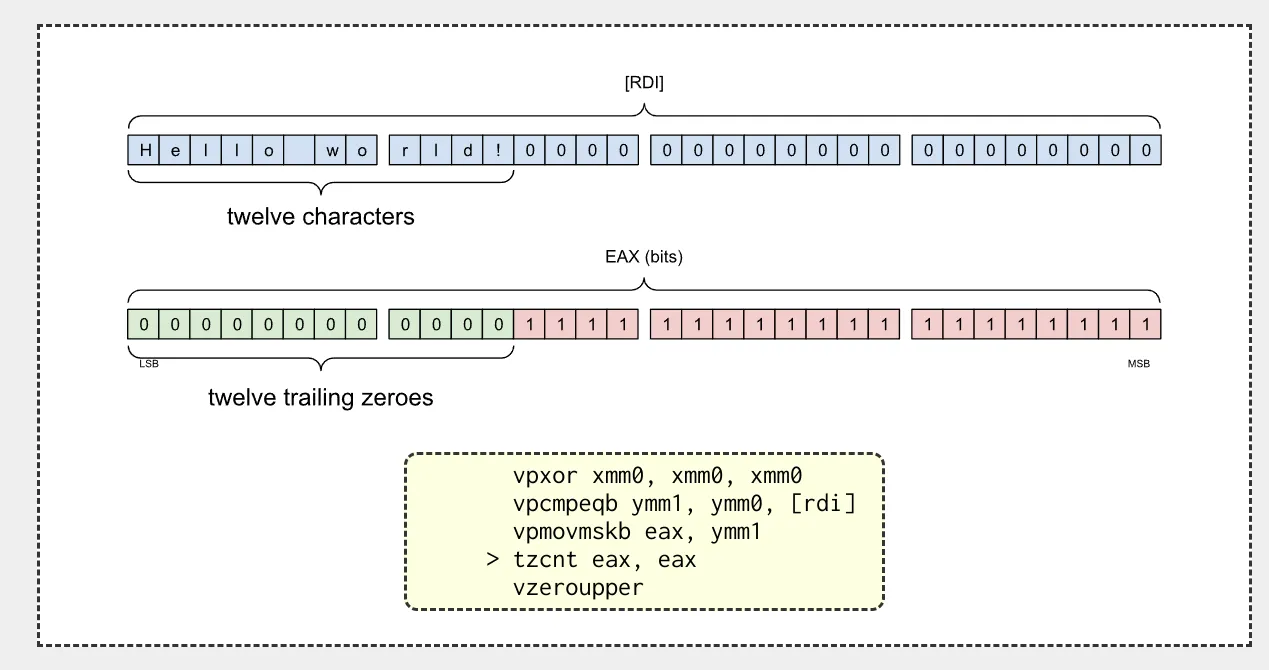 [RDI]
H e l l o w o r l d ! 0 0 0 0 0 0 0 0 0 0 0 0 0 0 0 0 0 0 0 0
twelve characters
EAX (bits)
0 0 0 0 0 0 0 0 0 0 0 0 1 1 1 1 1 1 1 1 1 1 1 1 1 1 1 1 1 1 1 1
LSB
MSB
twelve trailing zeroes
vpxor xmm0, xmm0, xmm0
vpcmpeqb ymm1, ymm0, [rdi]
vpmovmskb eax, ymm1
> tzcnt eax, eax
vzeroupper